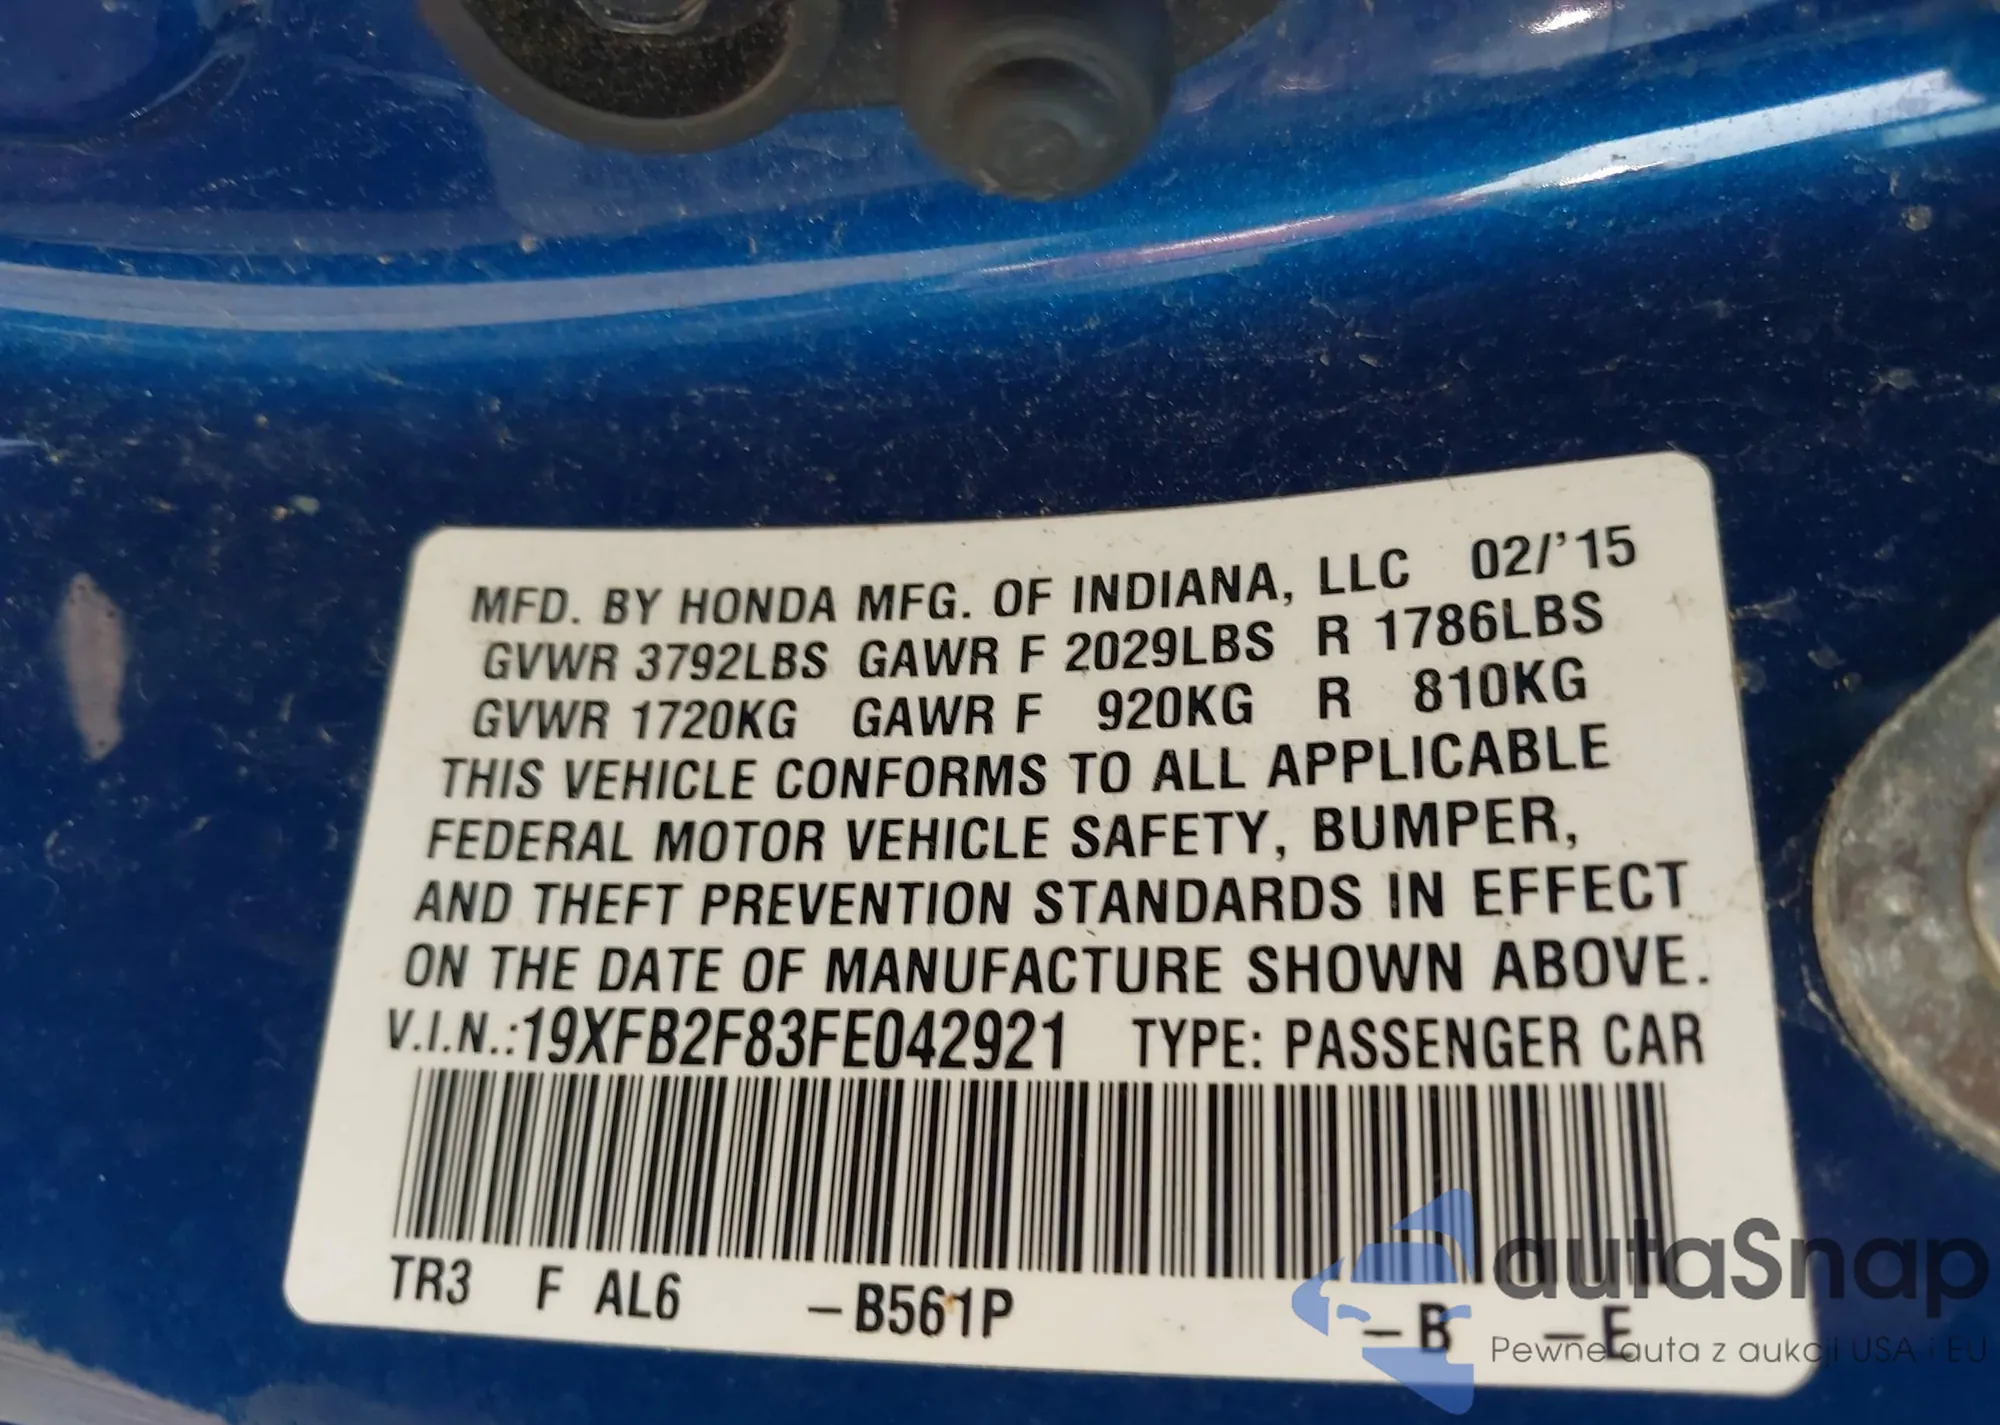 MFD. BY HONDA MFG. OF INDIANA, LLC 02/'15
GVWR 3792LBS GAWR F 2029LBS R 1786LBS
GVWR 1720KG GAWR F 920KG R 810KG
THIS VEHICLE CONFORMS TO ALL APPLICABLE
FEDERAL MOTOR VEHICLE SAFETY, BUMPER,
AND THEFT PREVENTION STANDARDS IN EFFECT
ON THE DATE OF MANUFACTURE SHOWN ABOVE.
V.I.N.:19XFB2F83FE042921 TYPE: PASSENGER CAR
TR3 F AL6 –B561P –B –E
autaSnap
Pewne auta z aukcji USA i EU